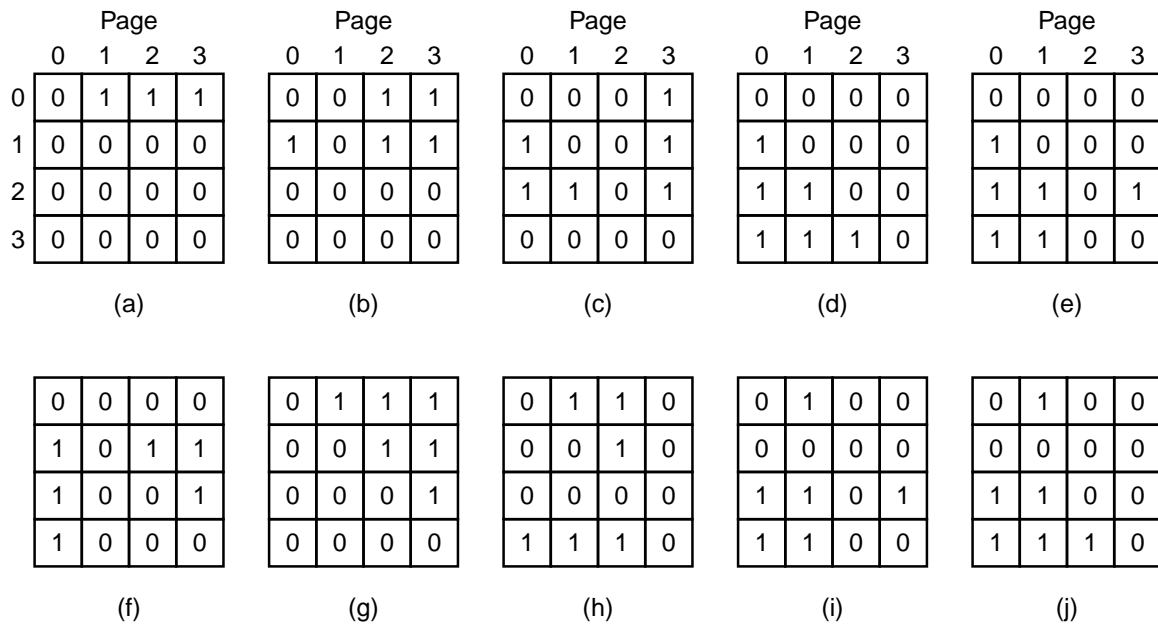 Page Page Page Page Page
0 1 2 3 0 1 2 3 0 1 2 3 0 1 2 3 0 1 2 3
0 0 1 1 1 0 0 1 1 0 0 0 1 0 0 0 0 0 0 0 0
1 0 0 0 0 1 0 1 1 1 0 0 1 1 0 0 0 1 0 0 0
2 0 0 0 0 0 0 0 0 1 1 0 1 1 1 0 0 1 1 0 1
3 0 0 0 0 0 0 0 0 0 0 0 0 1 1 1 0 1 1 0 0
(a) (b) (c) (d) (e)
0 0 0 0 0 1 1 1 0 1 1 0 0 1 0 0 0 1 0 0
1 0 1 1 0 0 1 1 0 0 1 0 0 0 0 0 0 0 0 0
1 0 0 1 0 0 0 1 0 0 0 0 1 1 0 1 1 1 0 0
1 0 0 0 0 0 0 0 1 1 1 0 1 1 0 0 1 1 1 0
(f) (g) (h) (i) (j)